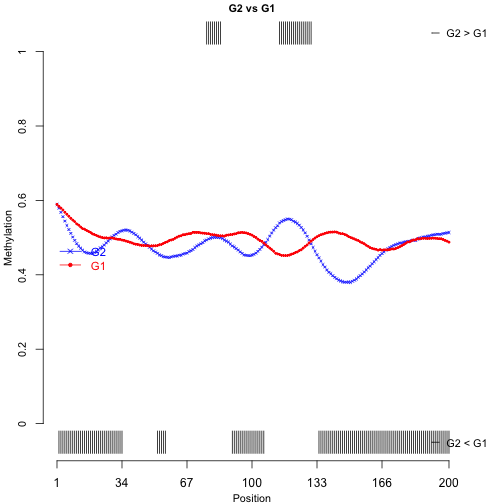 G2 vs G1
G2 > G1
1
0.8
0.6
0.4
0.2
0
Methylation
G2
G1
G2 < G1
1 34 67 100 133 166 200
Position